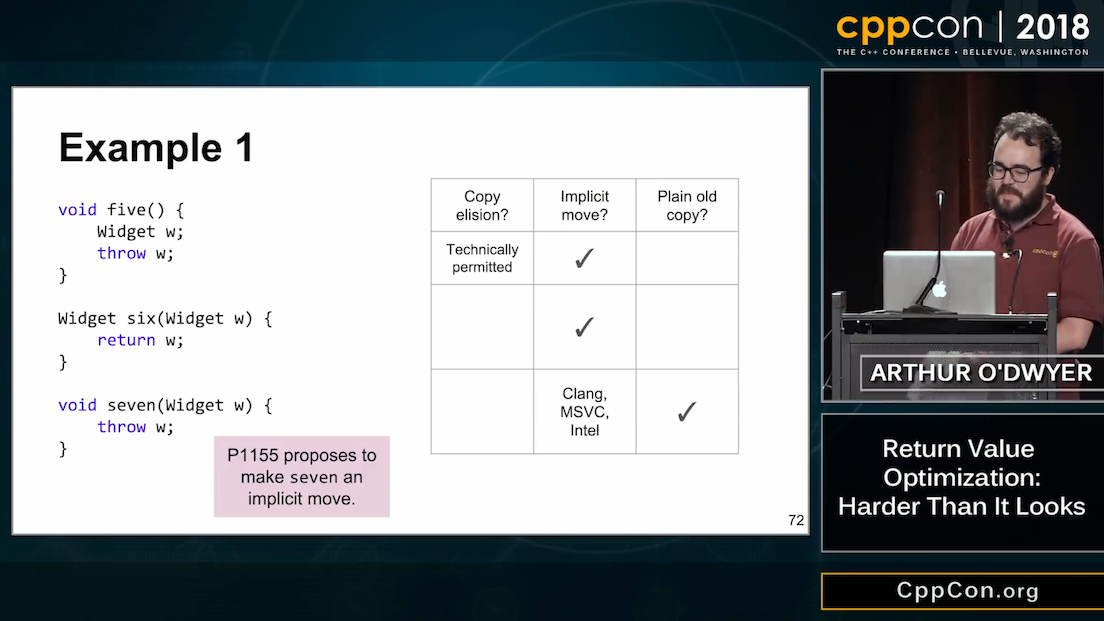 cppcon | 2018
THE C++ CONFERENCE • BELLEVUE, WASHINGTON
Example 1
void five() {
    Widget w;
    throw w;
}
Widget six(Widget w) {
    return w;
}
void seven(Widget w) {
    throw w;
}
P1155 proposes to
make seven an
implicit move.
Copy
elision?
Implicit
move?
Plain old
copy?
Technically
permitted
✓
✓
Clang,
MSVC,
Intel
✓
72
ARTHUR O'DWYER
Return Value
Optimization:
Harder Than It Looks
CppCon.org